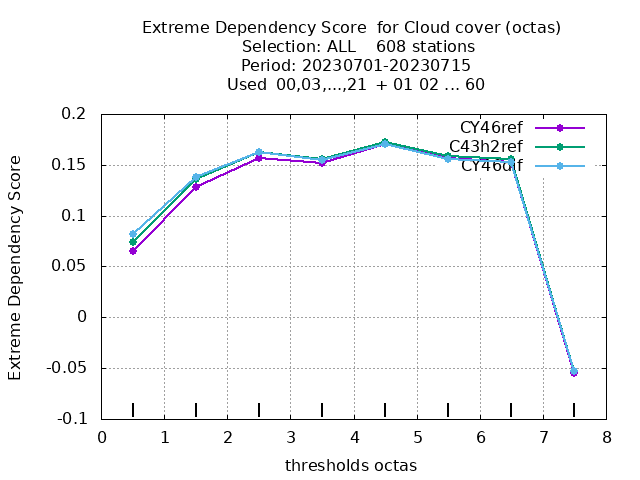 Extreme Dependency Score  for Cloud cover (octas)
Selection: ALL    608 stations
Period: 20230701-20230715
Used  00,03,...,21  + 01 02 ... 60
Extreme Dependency Score
0.2
0.15
0.1
0.05
0
-0.05
-0.1
CY46ref
C43h2ref
0 1 2 3 4 5 6 7 8
thresholds octas